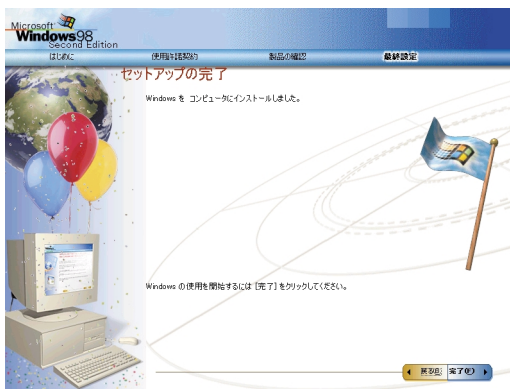 Microsoft
Windows98
Second Edition
はじめに 使用許諾契約 製品の確認 最終設定
セットアップの完了
Windows を コンピュータにインストールしました。
Windows の使用を開始するには [完了] をクリックしてください。
戻る(B) 完了(F)